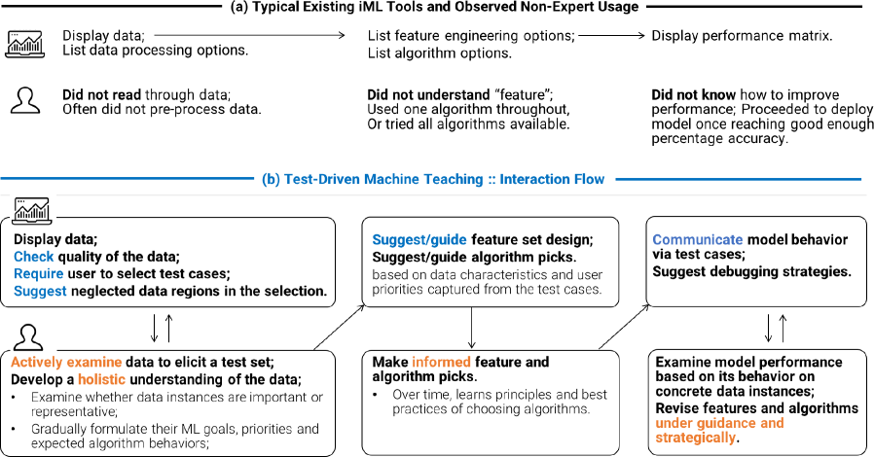 (a) Typical Existing iML Tools and Observed Non-Expert Usage
Display data;
List data processing options.
List feature engineering options;
List algorithm options.
Display performance matrix.
Did not read through data;
Often did not pre-process data.
Did not understand “feature”;
Used one algorithm throughout,
Or tried all algorithms available.
Did not know how to improve
performance; Proceeded to deploy
model once reaching good enough
percentage accuracy.
(b) Test-Driven Machine Teaching :: Interaction Flow
Display data;
Check quality of the data;
Require user to select test cases;
Suggest neglected data regions in the selection.
Suggest/guide feature set design;
Suggest/guide algorithm picks.
based on data characteristics and user
priorities captured from the test cases.
Communicate model behavior
via test cases;
Suggest debugging strategies.
Actively examine data to elicit a test set;
Develop a holistic understanding of the data;
• Examine whether data instances are important or
representative;
• Gradually formulate their ML goals, priorities and
expected algorithm behaviors;
Make informed feature and
algorithm picks.
• Over time, learns principles and best
practices of choosing algorithms.
Examine model performance
based on its behavior on
concrete data instances;
Revise features and algorithms
under guidance and
strategically.